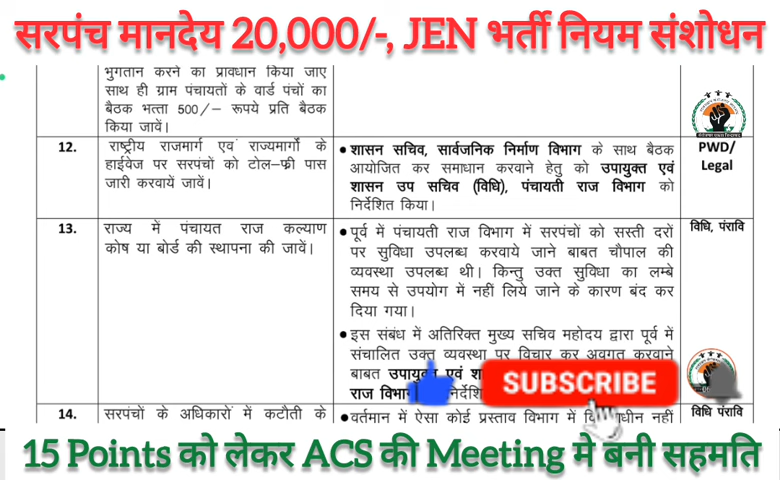 सरपंच मानदेय 20,000/-, JEN भर्ती नियम संशोधन
भुगतान करने का प्रावधान किया जाए
साथ ही ग्राम पंचायतों के वार्ड पंचों का
बैठक भत्ता 500/- रूपये प्रति बैठक
किया जावें।
12.
राष्ट्रीय राजमार्ग एवं राज्यमार्गों के
हाईवेज पर सरपंचों को टोल-फ्री पास
जारी करवायें जावें।
• शासन सचिव, सार्वजनिक निर्माण विभाग के साथ बैठक
आयोजित कर समाधान करवाने हेतु को उपायुक्त एवं
शासन उप सचिव (विधि), पंचायती राज विभाग को
निर्देशित किया।
PWD/
Legal
13.
राज्य में पंचायत राज कल्याण
कोष या बोर्ड की स्थापना की जावें।
• पूर्व में पंचायती राज विभाग में सरपंचों को सस्ती दरों
पर सुविधा उपलब्ध करवाये जाने बाबत चौपाल की
व्यवस्था उपलब्ध थी। किन्तु उक्त सुविधा का लम्बे
समय से उपयोग में नहीं लिये जाने के कारण बंद कर
दिया गया।
• इस संबंध में अतिरिक्त मुख्य सचिव महोदय द्वारा पूर्व में
संचालित उक्त व्यवस्था पर विचार कर अवगत करवाने
बाबत उपायुक्त एवं
राज विभाग
विधि, पंरावि
SUBSCRIBE
14.
सरपंचों के अधिकारों में कटौती के
• वर्तमान में ऐसा कोई प्रस्ताव विभाग में नहीं
विधि पंरावि
15 Points को लेकर ACS की Meeting मे बनी सहमति